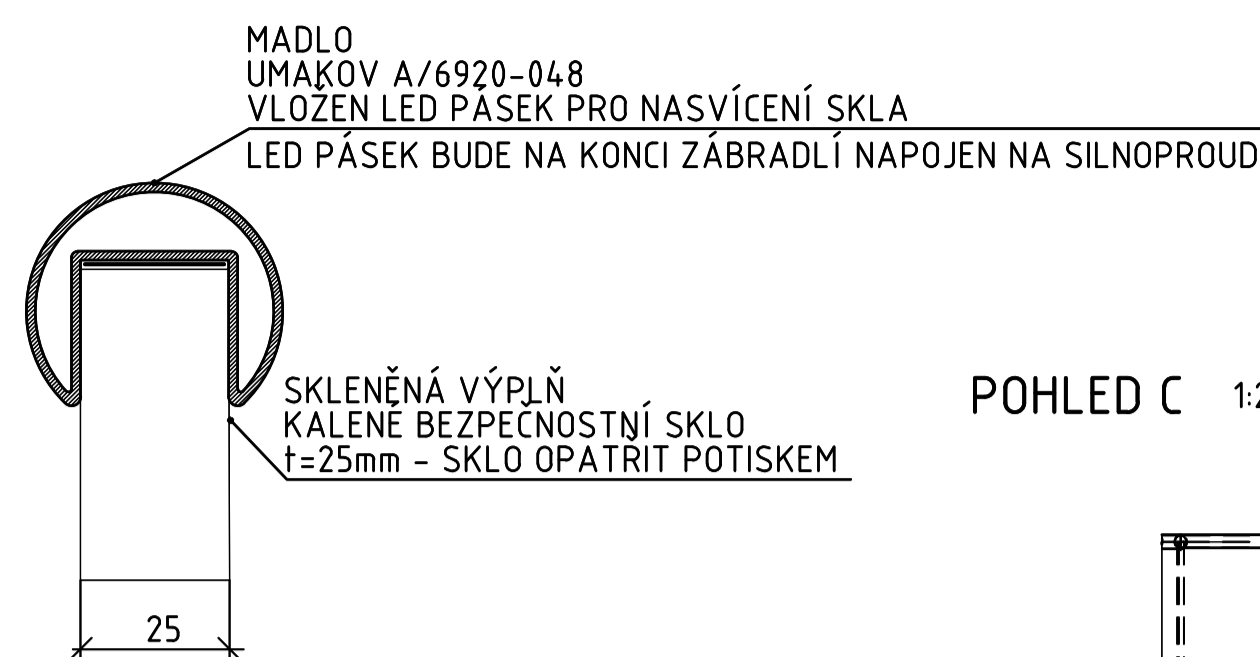 MADLO
UMAKOV A/6920-048
VLOŽEN LED PÁSEK PRO NASVÍCENÍ SKLA
LED PÁSEK BUDE NA KONCI ZÁBRADLÍ NAPOJEN NA SILNOPROUD
SKLENĚNÁ VÝPLŇ
KALENÉ BEZPEČNOSTNÍ SKLO
t=25mm - SKLO OPATŘIT POTISKEM
POHLED C
25